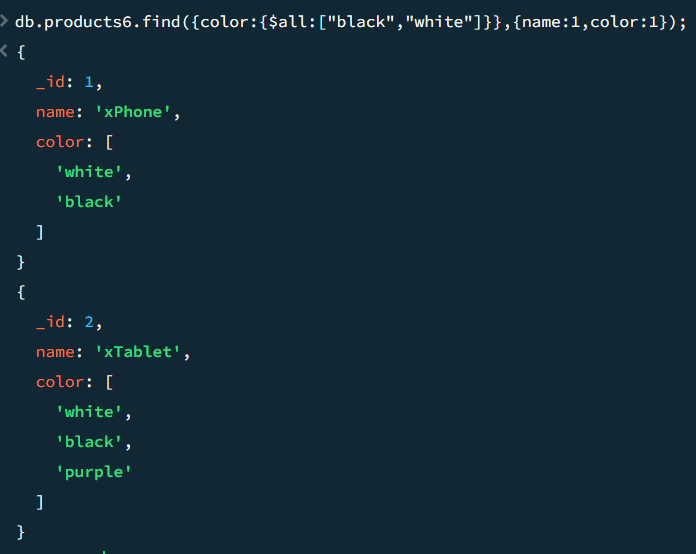 db.products6.find({color:{$all:["black","white"]}},{name:1,color:1});
{
_id: 1,
name: 'xPhone',
color: [
'white',
'black'
]
}
{
_id: 2,
name: 'xTablet',
color: [
'white',
'black',
'purple'
]
}